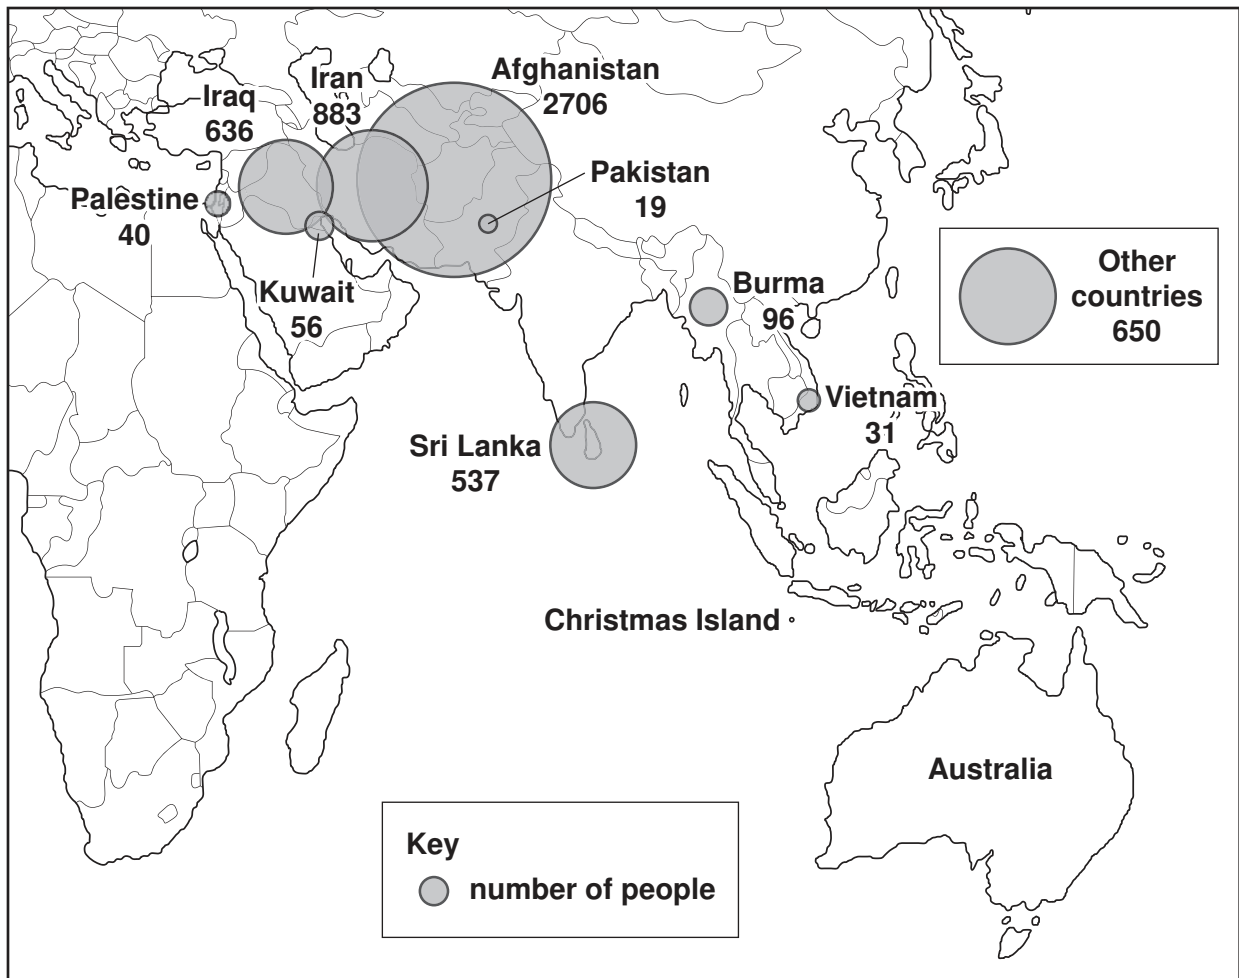 Afghanistan
2706
Iran
883
Iraq
636
Pakistan
19
Palestine
40
Kuwait
56
Burma
96
Other
countries
650
Vietnam
31
Sri Lanka
537
Christmas Island
Australia
Key
number of people